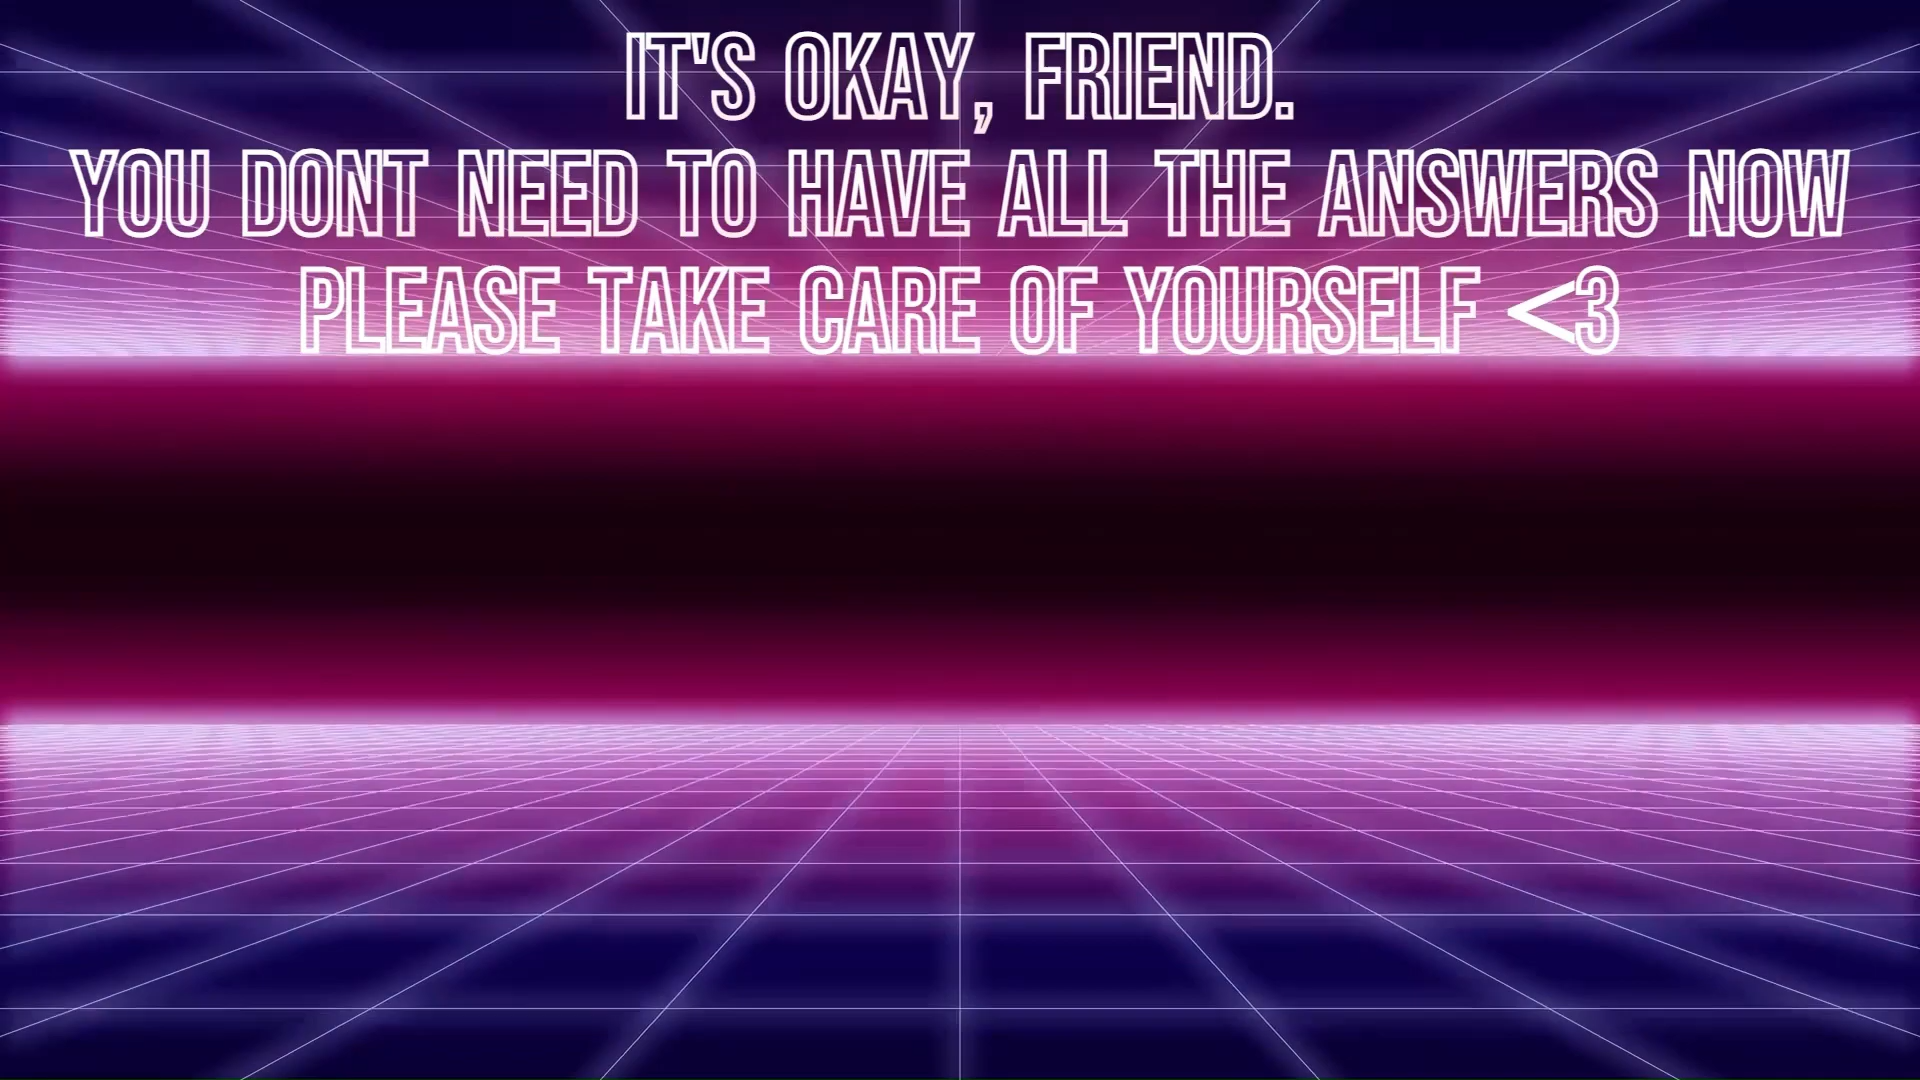 IT'S OKAY, FRIEND.
YOU DONT NEED TO HAVE ALL THE ANSWERS NOW
PLEASE TAKE CARE OF YOURSELF <3